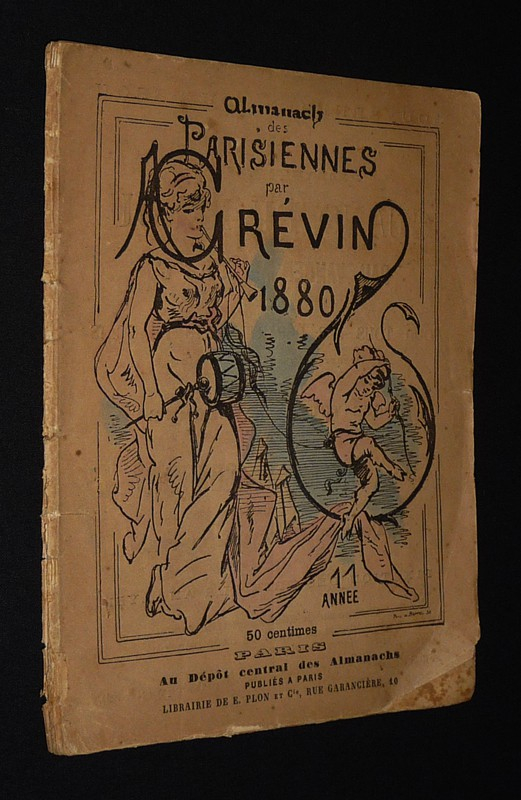 Almanach
des
PARISIENNES
par
A GRÉVIN
1880
11
ANNÉE
50 centimes
PARIS
Au Dépôt central des Almanachs
PUBLIÉS A PARIS
LIBRAIRIE DE E. PLON ET Cie, RUE GARANCIÈRE, 10